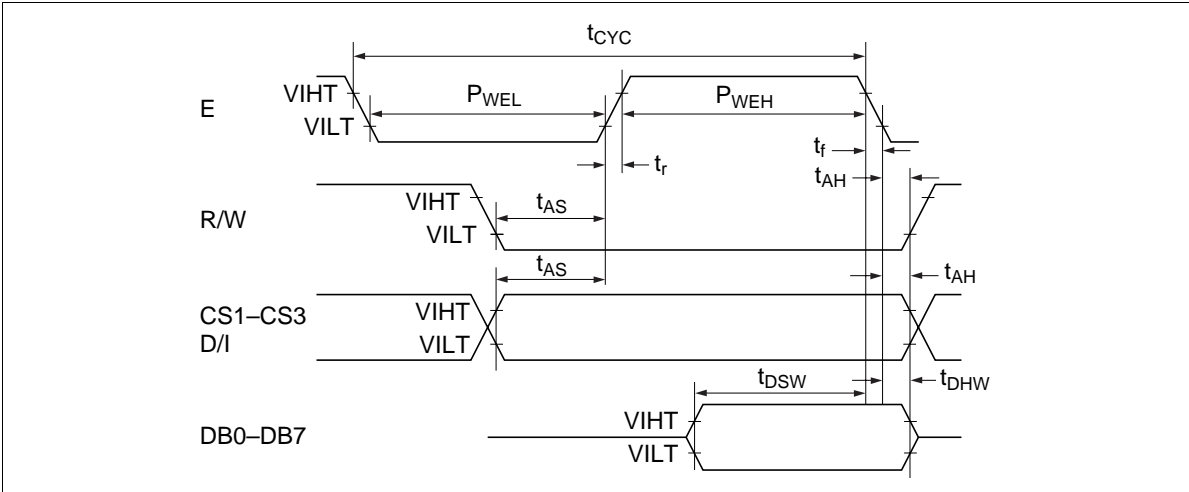 tCYC
E
VIHT
PWEL
PWEH
VILT
tf
tr
tAH
R/W
VIHT
tAS
VILT
tAS
tAH
CS1–CS3
D/I
VIHT
VILT
tDSW
tDHW
DB0–DB7
VIHT
VILT